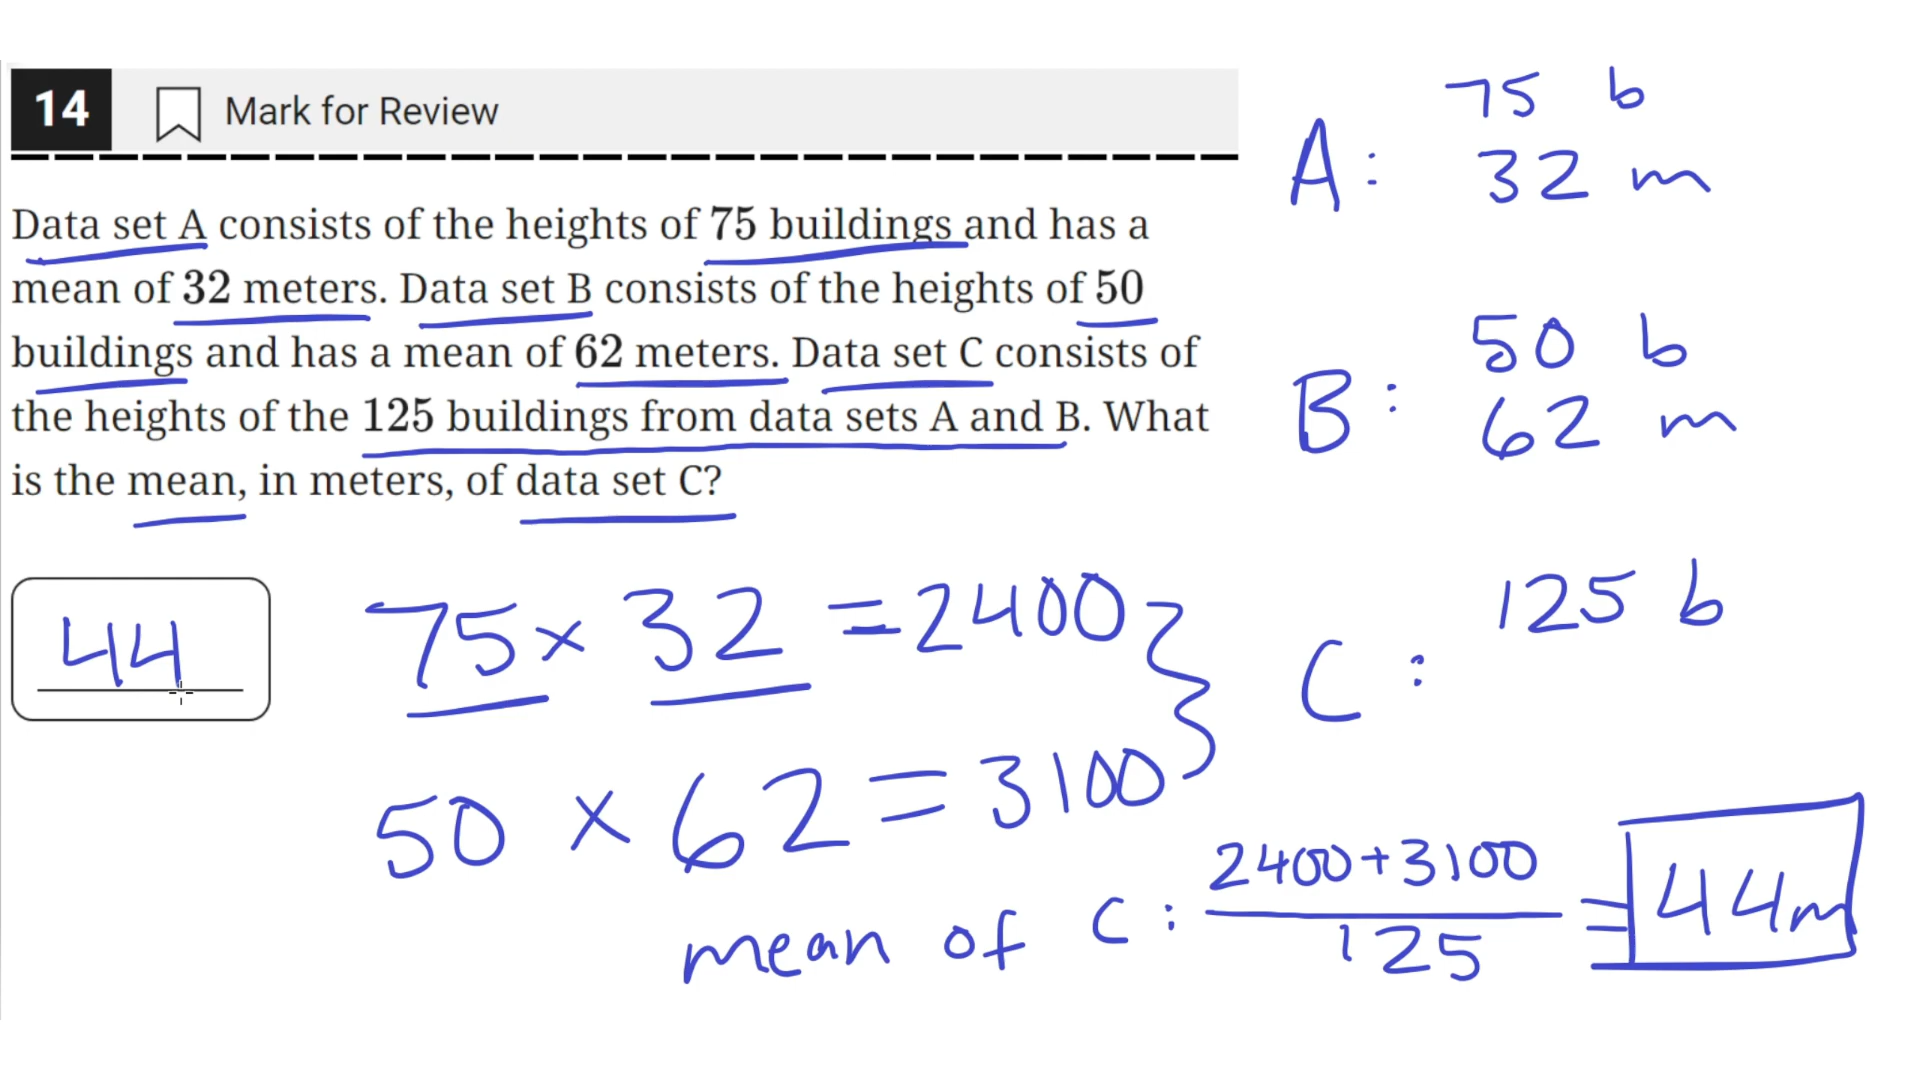 14 Mark for Review
Data set A consists of the heights of 75 buildings and has a
mean of 32 meters. Data set B consists of the heights of 50
buildings and has a mean of 62 meters. Data set C consists of
the heights of the 125 buildings from data sets A and B. What
is the mean, in meters, of data set C?
44
75 × 32 = 2400
50 × 62 = 3100
A: 75 b
32 m
B: 50 b
62 m
C: 125 b
mean of C: 2400+3100
125
= 44m